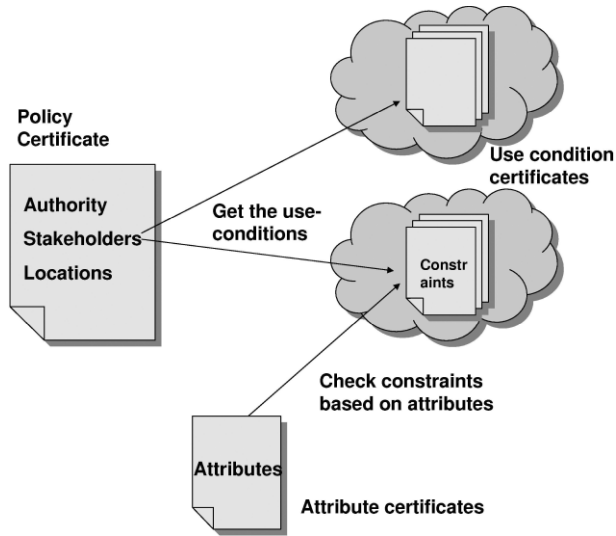 Policy
Certificate
Authority
Stakeholders
Locations
Get the use-
conditions
Use condition
certificates
Constr
aints
Check constraints
based on attributes
Attributes
Attribute certificates